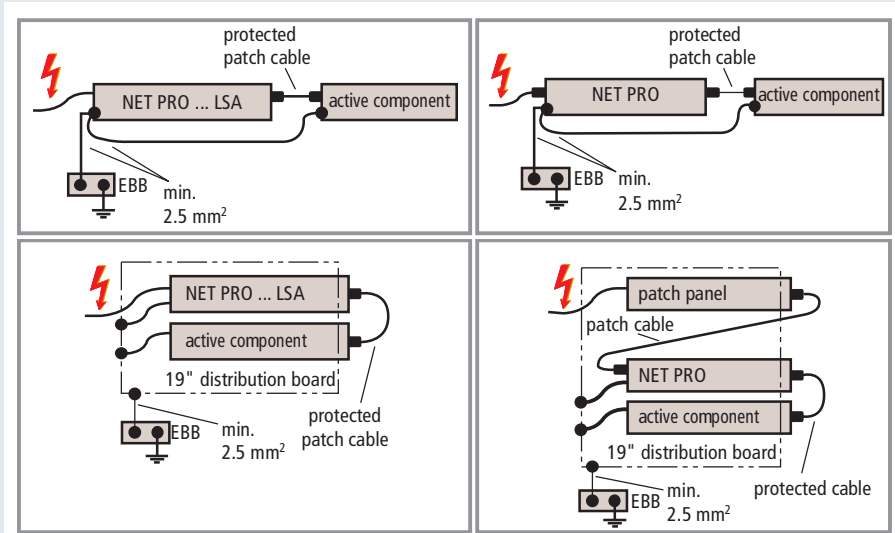 protected
patch cable
NET PRO ... LSA
active component
EBB
min.
2.5 mm²
protected
patch cable
NET PRO
active component
EBB
min.
2.5 mm²
NET PRO ... LSA
active component
19" distribution board
EBB
min.
2.5 mm²
protected
patch cable
patch panel
patch cable
NET PRO
active component
19" distribution board
EBB
min.
2.5 mm²
protected cable